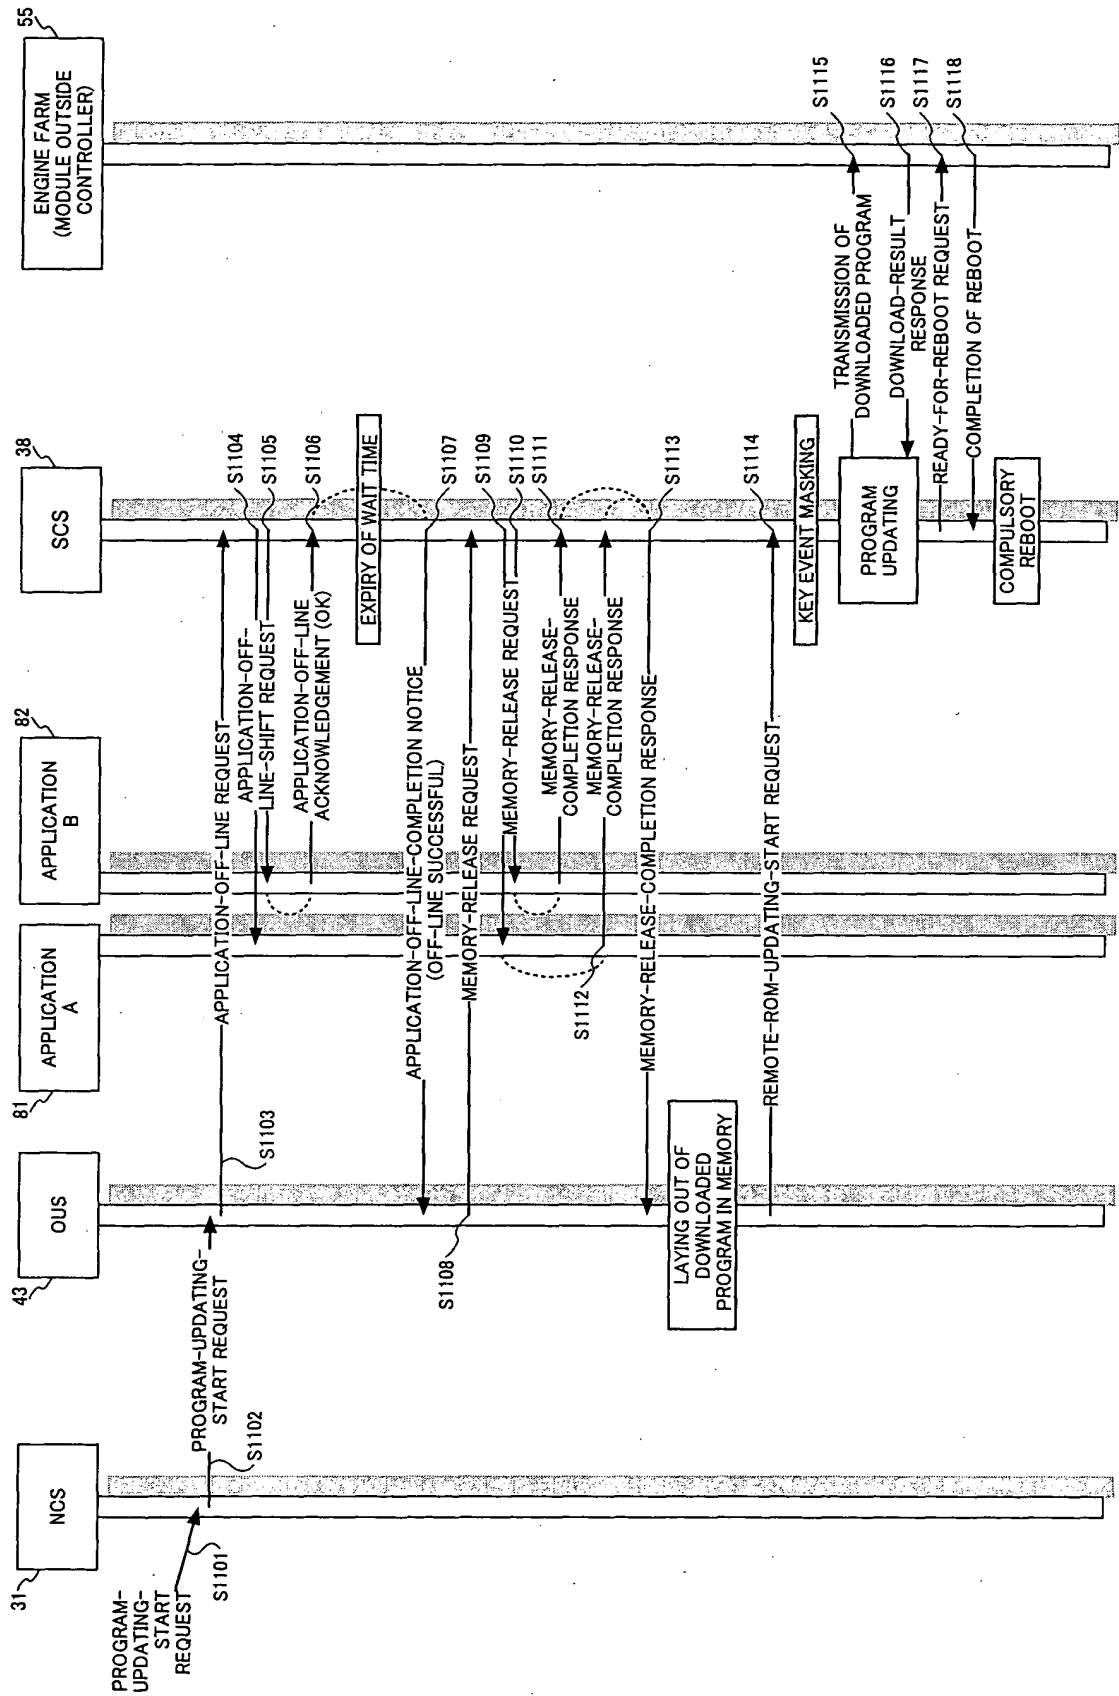 NCS
31
OUS
43
APPLICATION
A
81
APPLICATION
B
82
SCS
38
ENGINE FARM
(MODULE OUTSIDE
CONTROLLER)
55
PROGRAM-
UPDATING-
START
REQUEST
S1101
PROGRAM-UPDATING-
START REQUEST
S1102
APPLICATION-OFF-LINE REQUEST
S1103
APPLICATION-OFF-
LINE-SHIFT REQUEST
S1104
S1105
APPLICATION-OFF-LINE
ACKNOWLEDGEMENT (OK)
S1106
EXPIRY OF WAIT TIME
APPLICATION-OFF-LINE-COMPLETION NOTICE
(OFF-LINE SUCCESSFUL)
S1107
MEMORY-RELEASE REQUEST
S1108
MEMORY-RELEASE REQUEST
S1109
S1110
MEMORY-RELEASE-
COMPLETION RESPONSE
S1111
MEMORY-RELEASE-
COMPLETION RESPONSE
S1112
MEMORY-RELEASE-COMPLETION RESPONSE
S1113
LAYING OUT OF
DOWNLOADED
PROGRAM IN MEMORY
REMOTE-ROM-UPDATING-START REQUEST
S1114
KEY EVENT MASKING
PROGRAM
UPDATING
TRANSMISSION OF
DOWNLOADED PROGRAM
S1115
DOWNLOAD-RESULT
RESPONSE
S1116
READY-FOR-REBOOT REQUEST
S1117
COMPLETION OF REBOOT
S1118
COMPULSORY
REBOOT